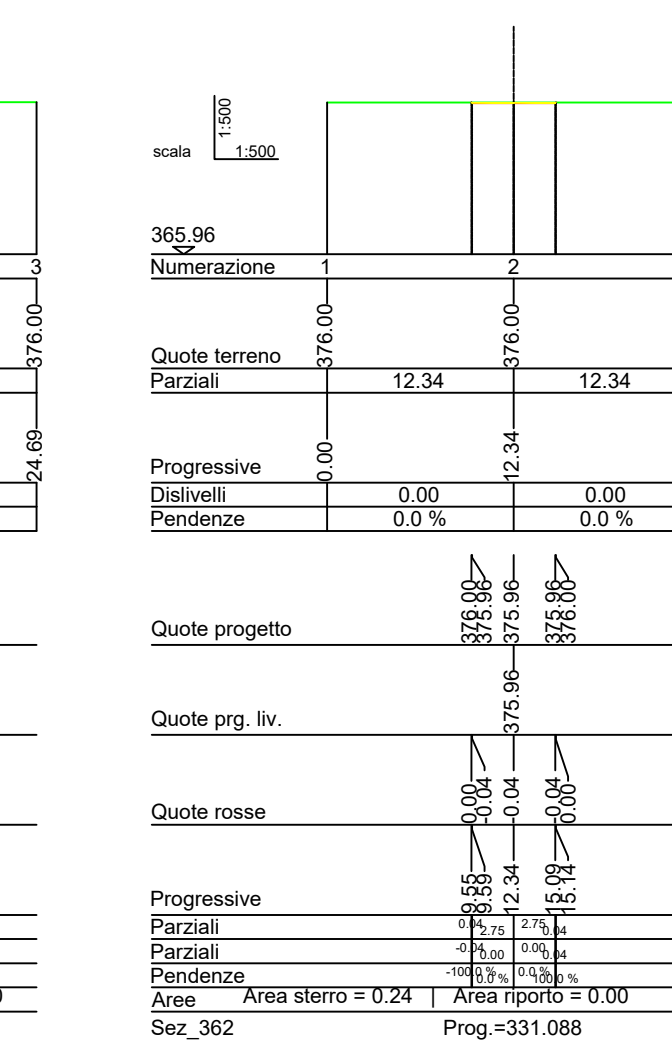 1:500
scala 1:500
365.96
3 Numerazione 1 2
376.00 Quote terreno 376.00 376.00
Parziali 12.34 12.34
24.69 Progressive 0.00 12.34
Dislivelli 0.00 0.00
Pendenze 0.0 % 0.0 %
Quote progetto 376.00 375.96 375.96 375.96 376.00
Quote prg. liv. 375.96
Quote rosse 0.00 -0.04 -0.04 -0.04 0.00
Progressive 9.55 9.59 12.34 15.09 15.14
Parziali 0.04 2.75 2.75 0.04
Parziali -0.04 0.00 0.00 0.04
Pendenze -100.0 % 0.0 % 0.0 % 100.0 %
0 Aree Area sterro = 0.24 | Area riporto = 0.00
Sez_362 Prog.=331.088